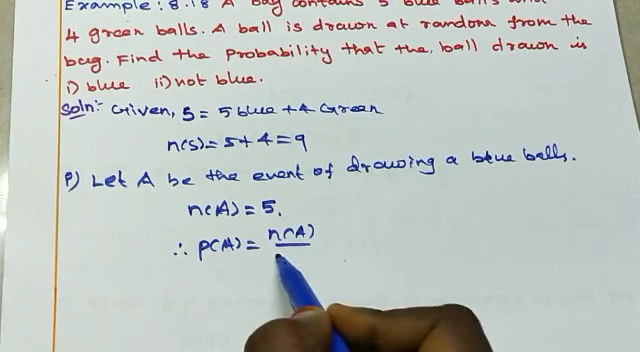 Example: 8.18 A bag contains 5 blue balls and
4 green balls. A ball is drawn at random from the
bag. Find the Probability that the, ball drawn is
i) blue ii) not blue.
Soln:- Given, S = 5 blue + 4 Green
n(S) = 5 + 4 = 9
i) Let A be the event of drawing a blue balls.
n(A) = 5.
∴ P(A) = n(A)